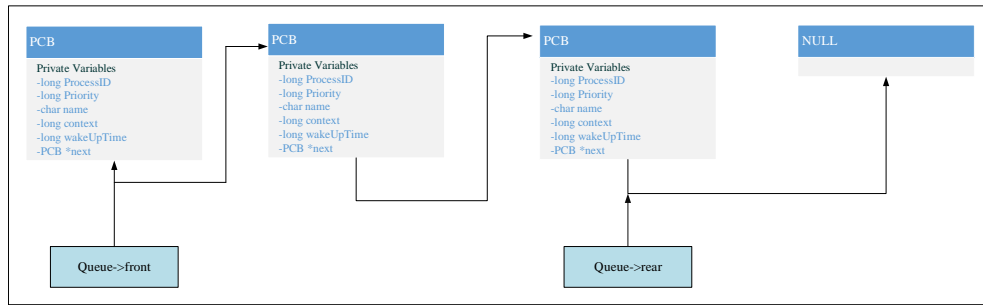 PCB
Private Variables
-long ProcessID
-long Priority
-char name
-long context
-long wakeUpTime
-PCB *next
PCB
Private Variables
-long ProcessID
-long Priority
-char name
-long context
-long wakeUpTime
-PCB *next
PCB
Private Variables
-long ProcessID
-long Priority
-char name
-long context
-long wakeUpTime
-PCB *next
NULL
Queue->front
Queue->rear